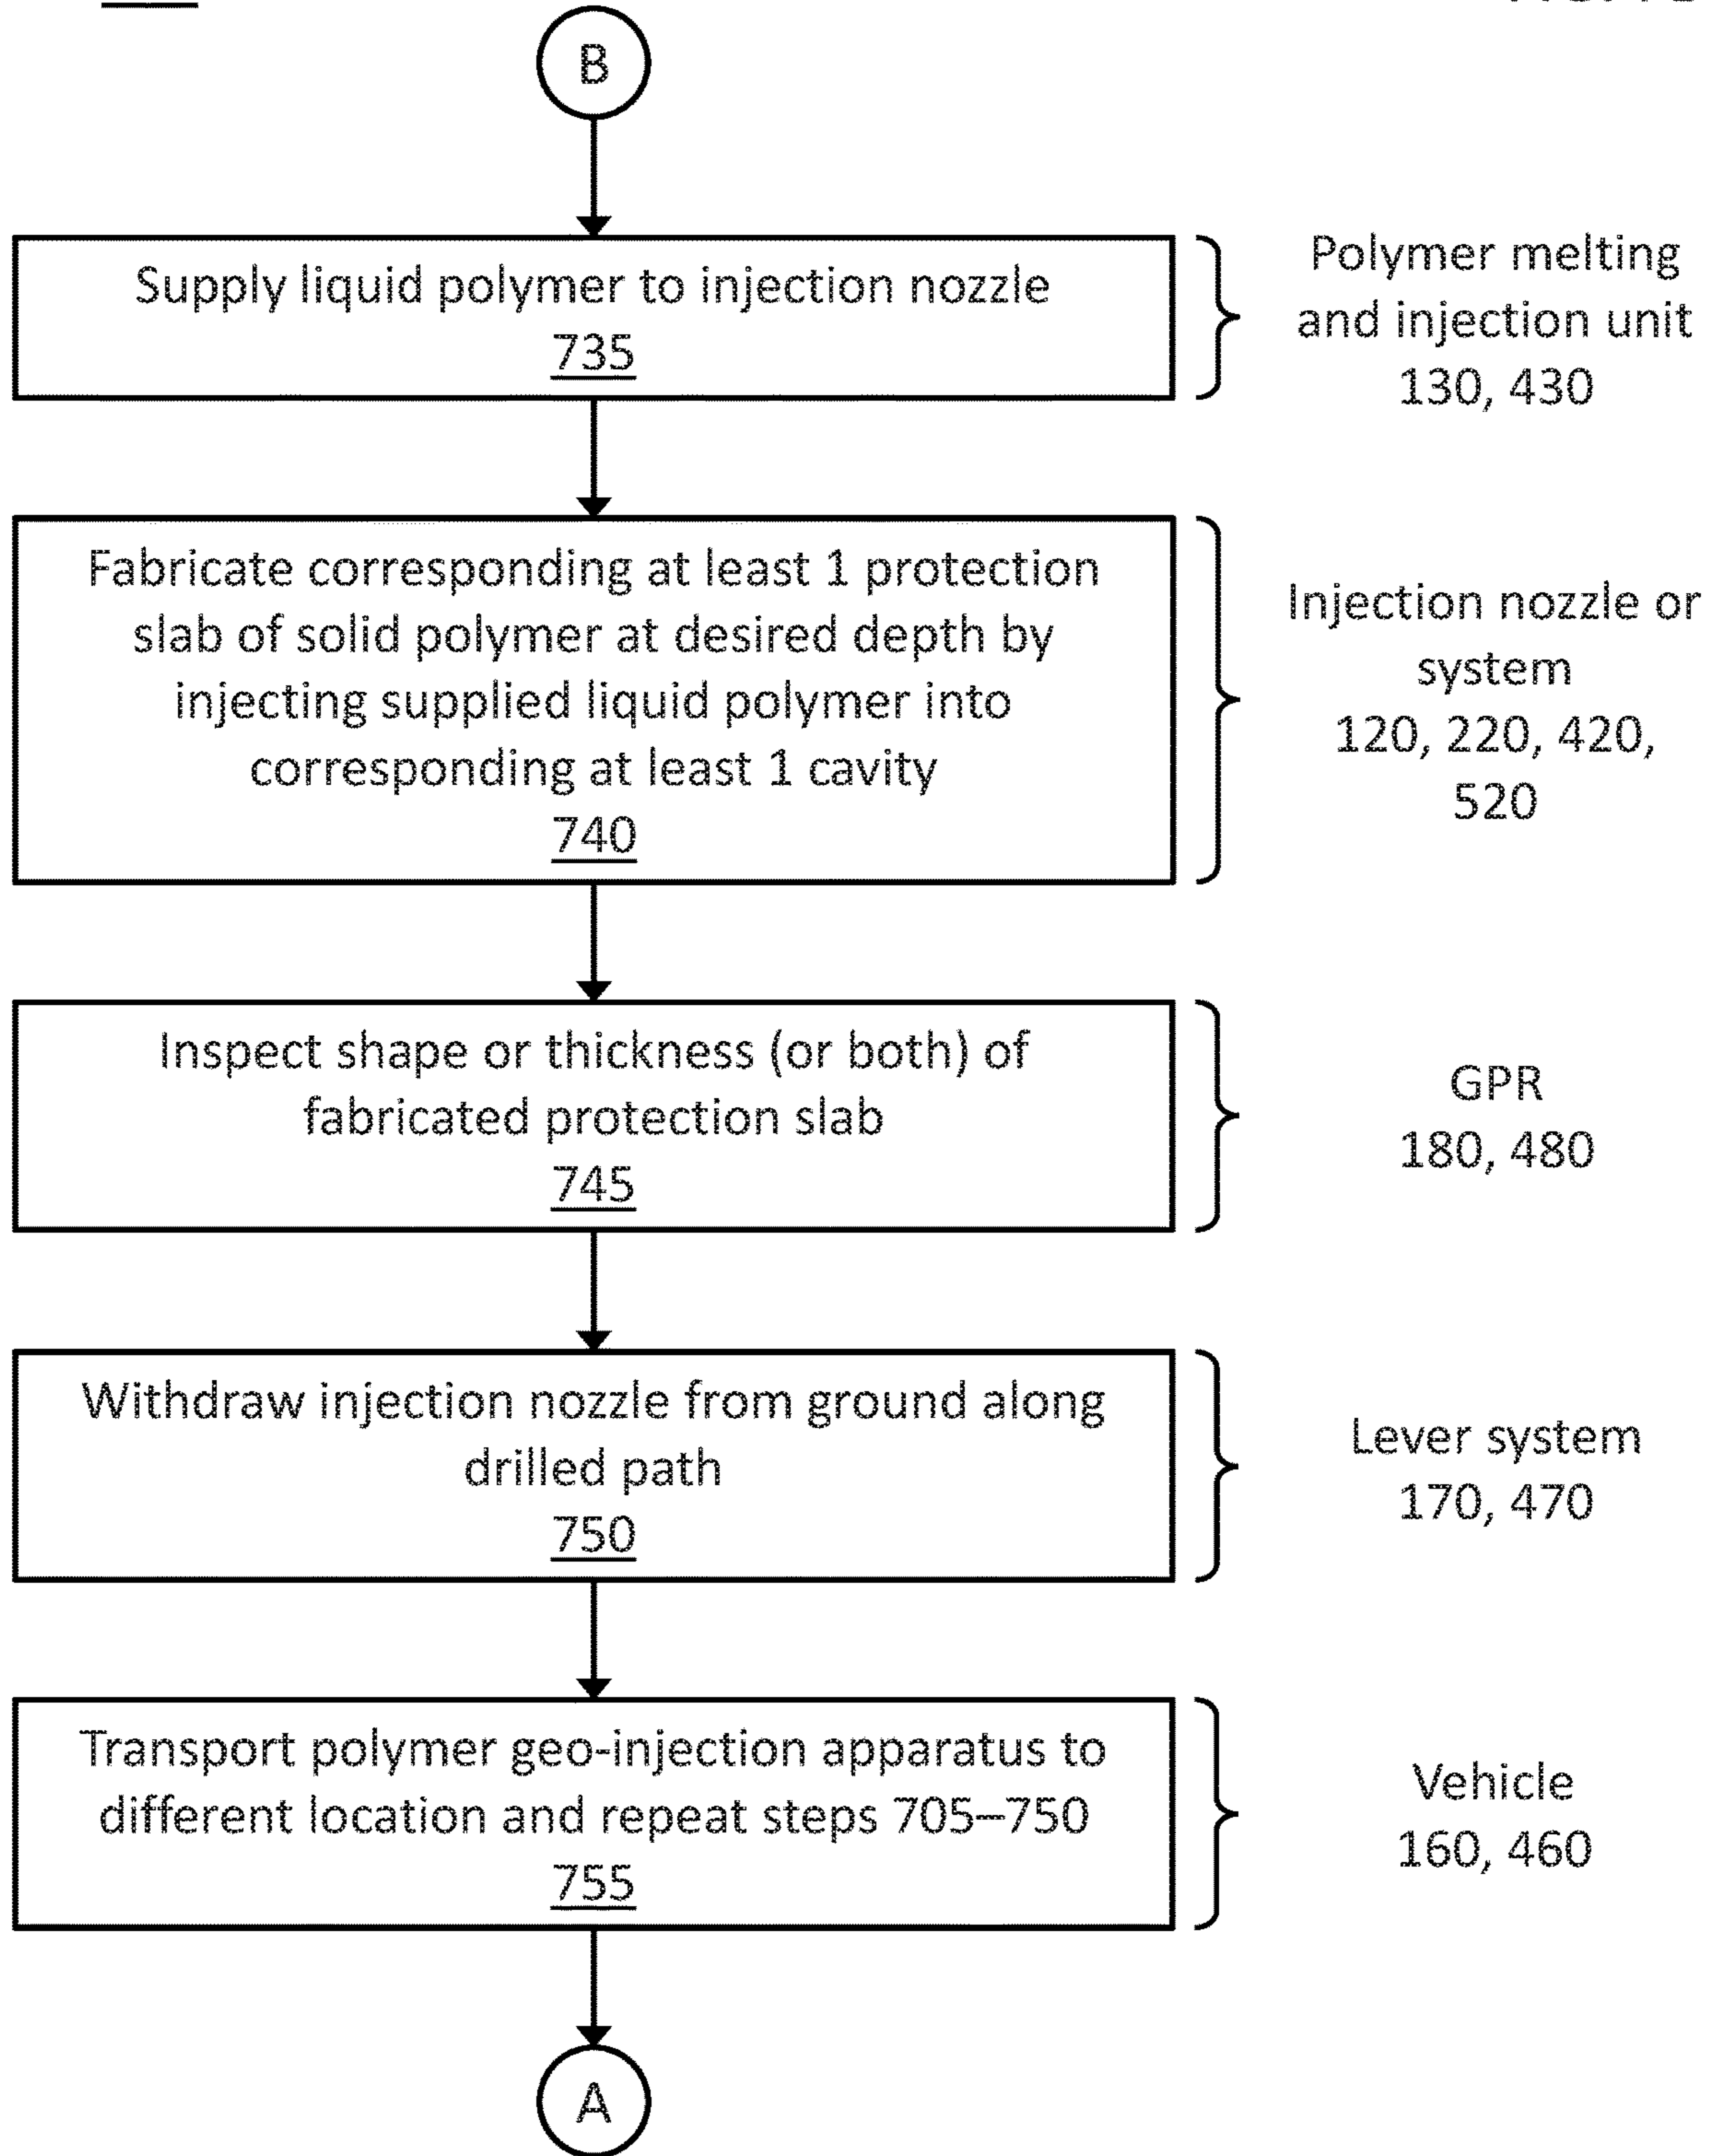 B
Supply liquid polymer to injection nozzle
735
Polymer melting
and injection unit
130, 430
Fabricate corresponding at least 1 protection
slab of solid polymer at desired depth by
injecting supplied liquid polymer into
corresponding at least 1 cavity
740
Injection nozzle or
system
120, 220, 420,
520
Inspect shape or thickness (or both) of
fabricated protection slab
745
GPR
180, 480
Withdraw injection nozzle from ground along
drilled path
750
Lever system
170, 470
Transport polymer geo-injection apparatus to
different location and repeat steps 705–750
755
Vehicle
160, 460
A